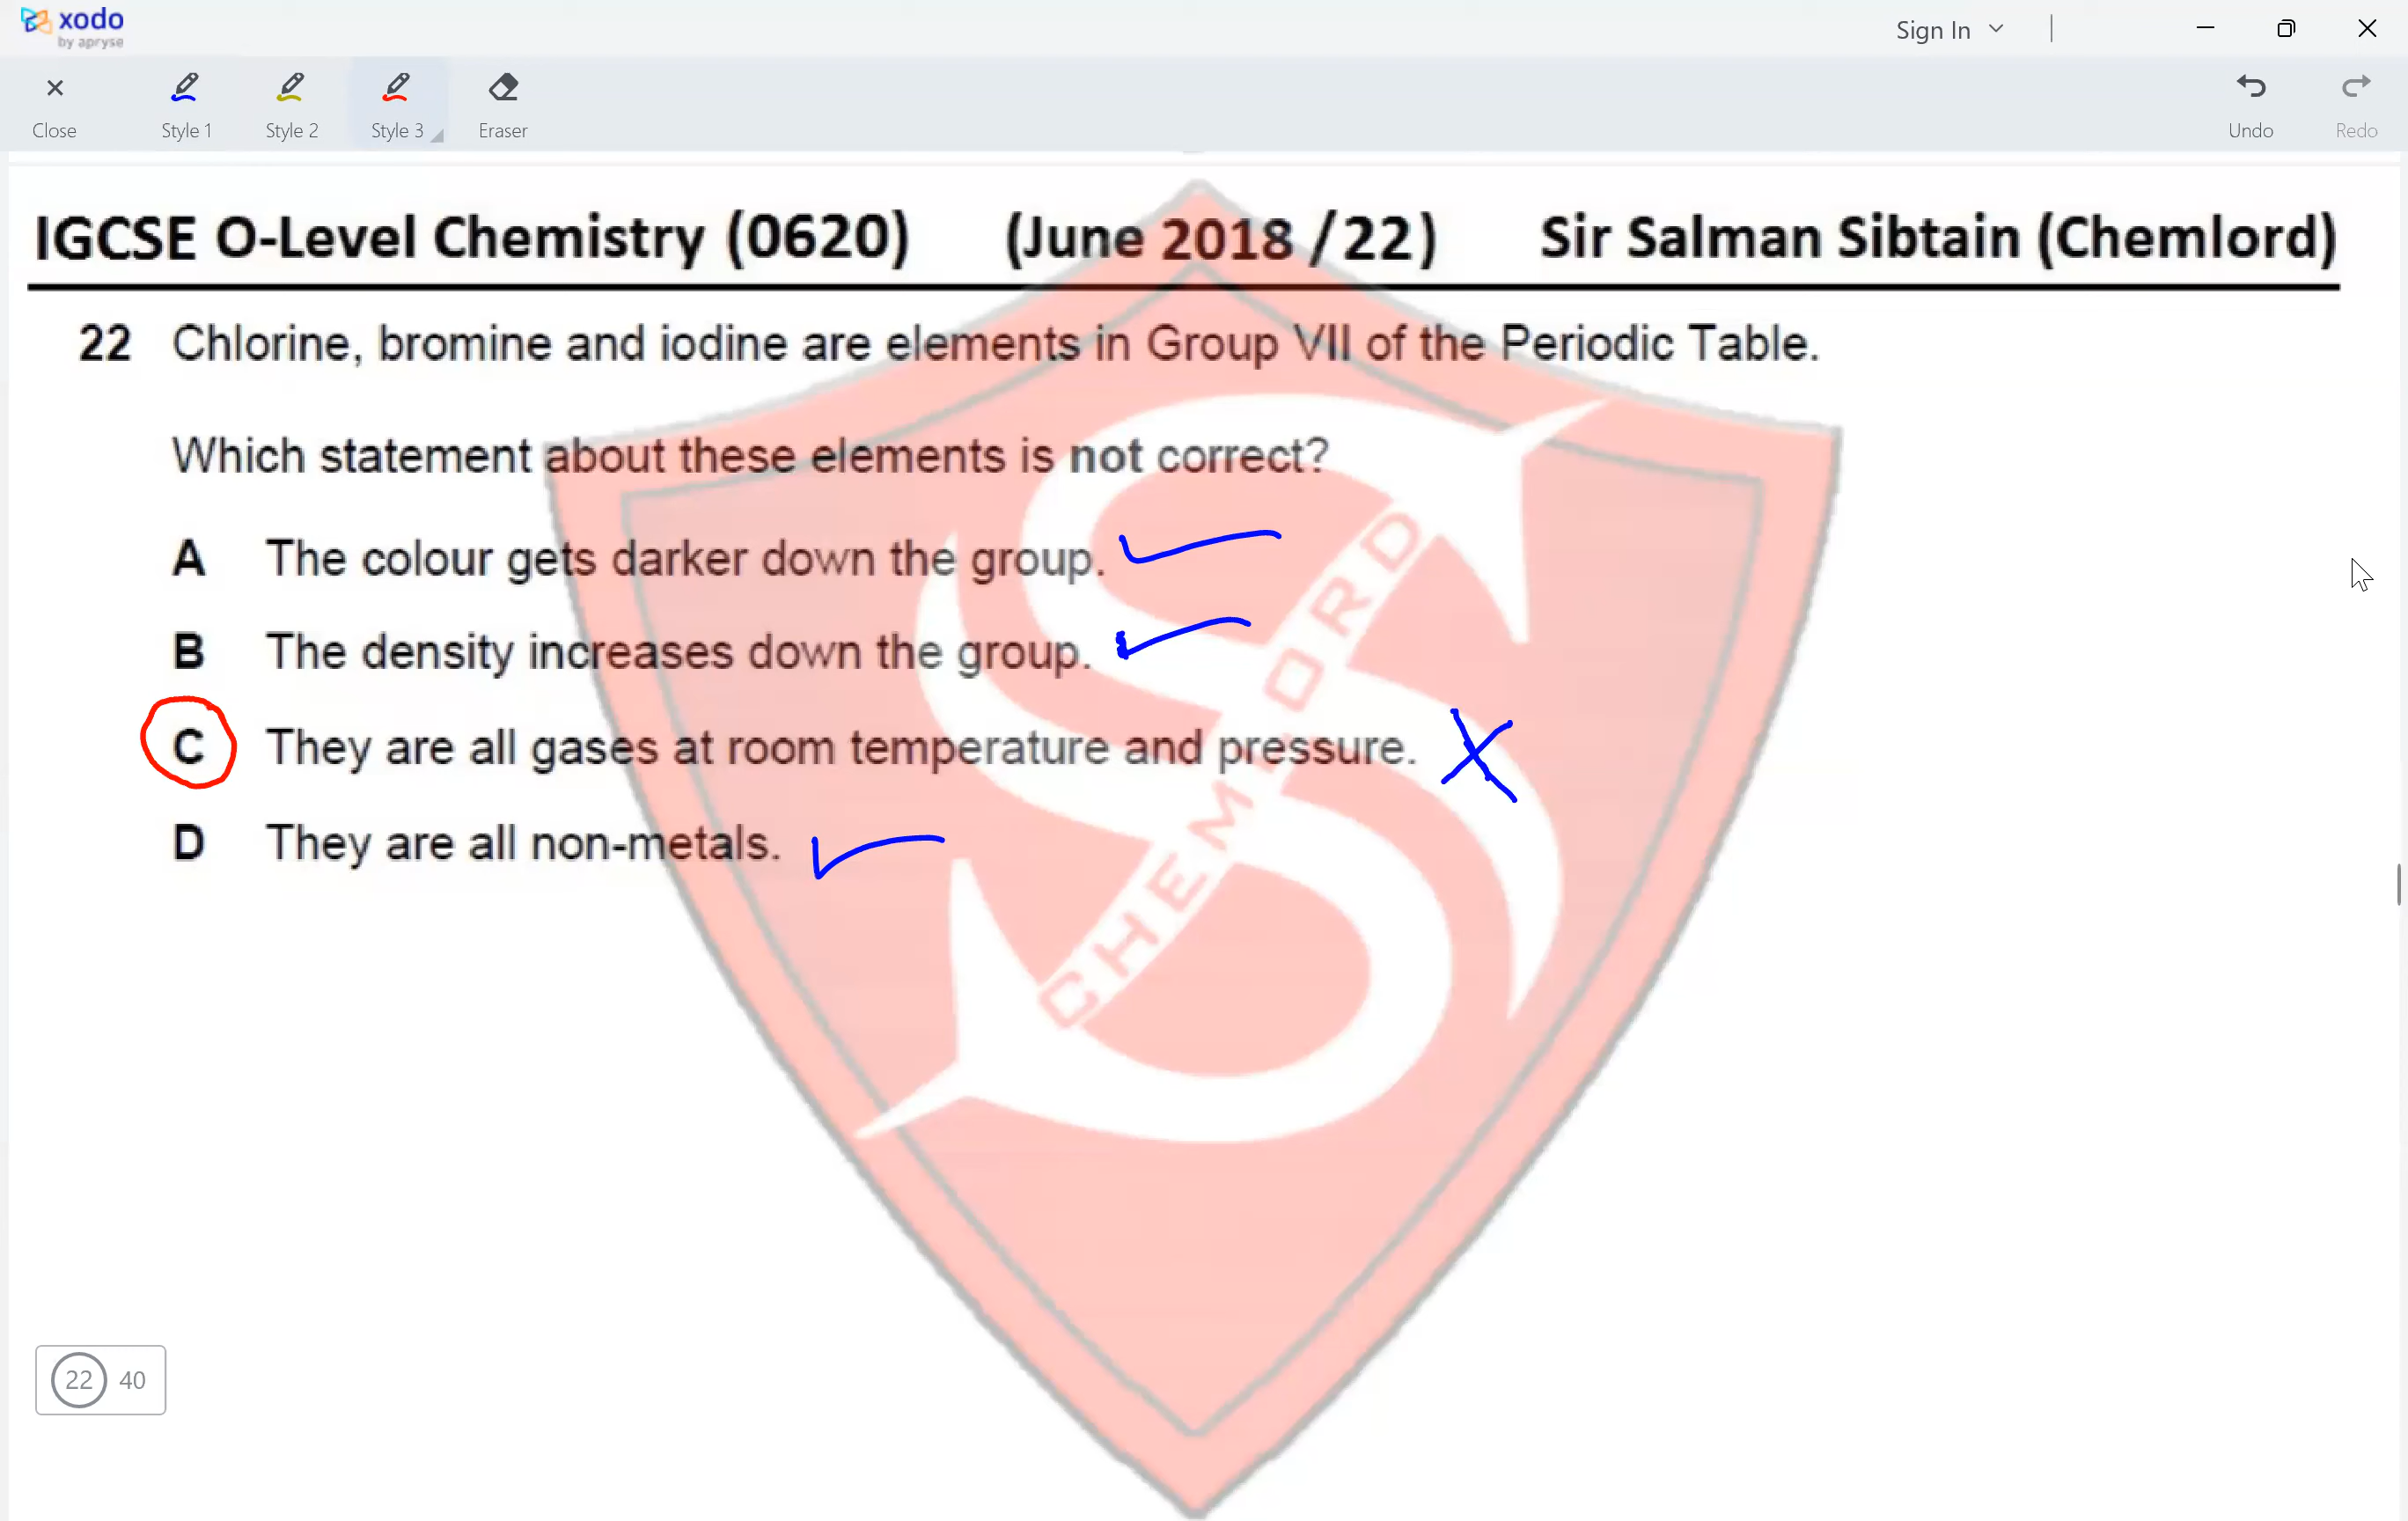 xodo
by apryse
Sign In
Close
Style 1
Style 2
Style 3
Eraser
Undo
Redo
IGCSE O-Level Chemistry (0620) (June 2018 /22) Sir Salman Sibtain (Chemlord)
22 Chlorine, bromine and iodine are elements in Group VII of the Periodic Table.
Which statement about these elements is not correct?
A The colour gets darker down the group.
B The density increases down the group.
C They are all gases at room temperature and pressure.
D They are all non-metals.
CHEMLORD
22 40